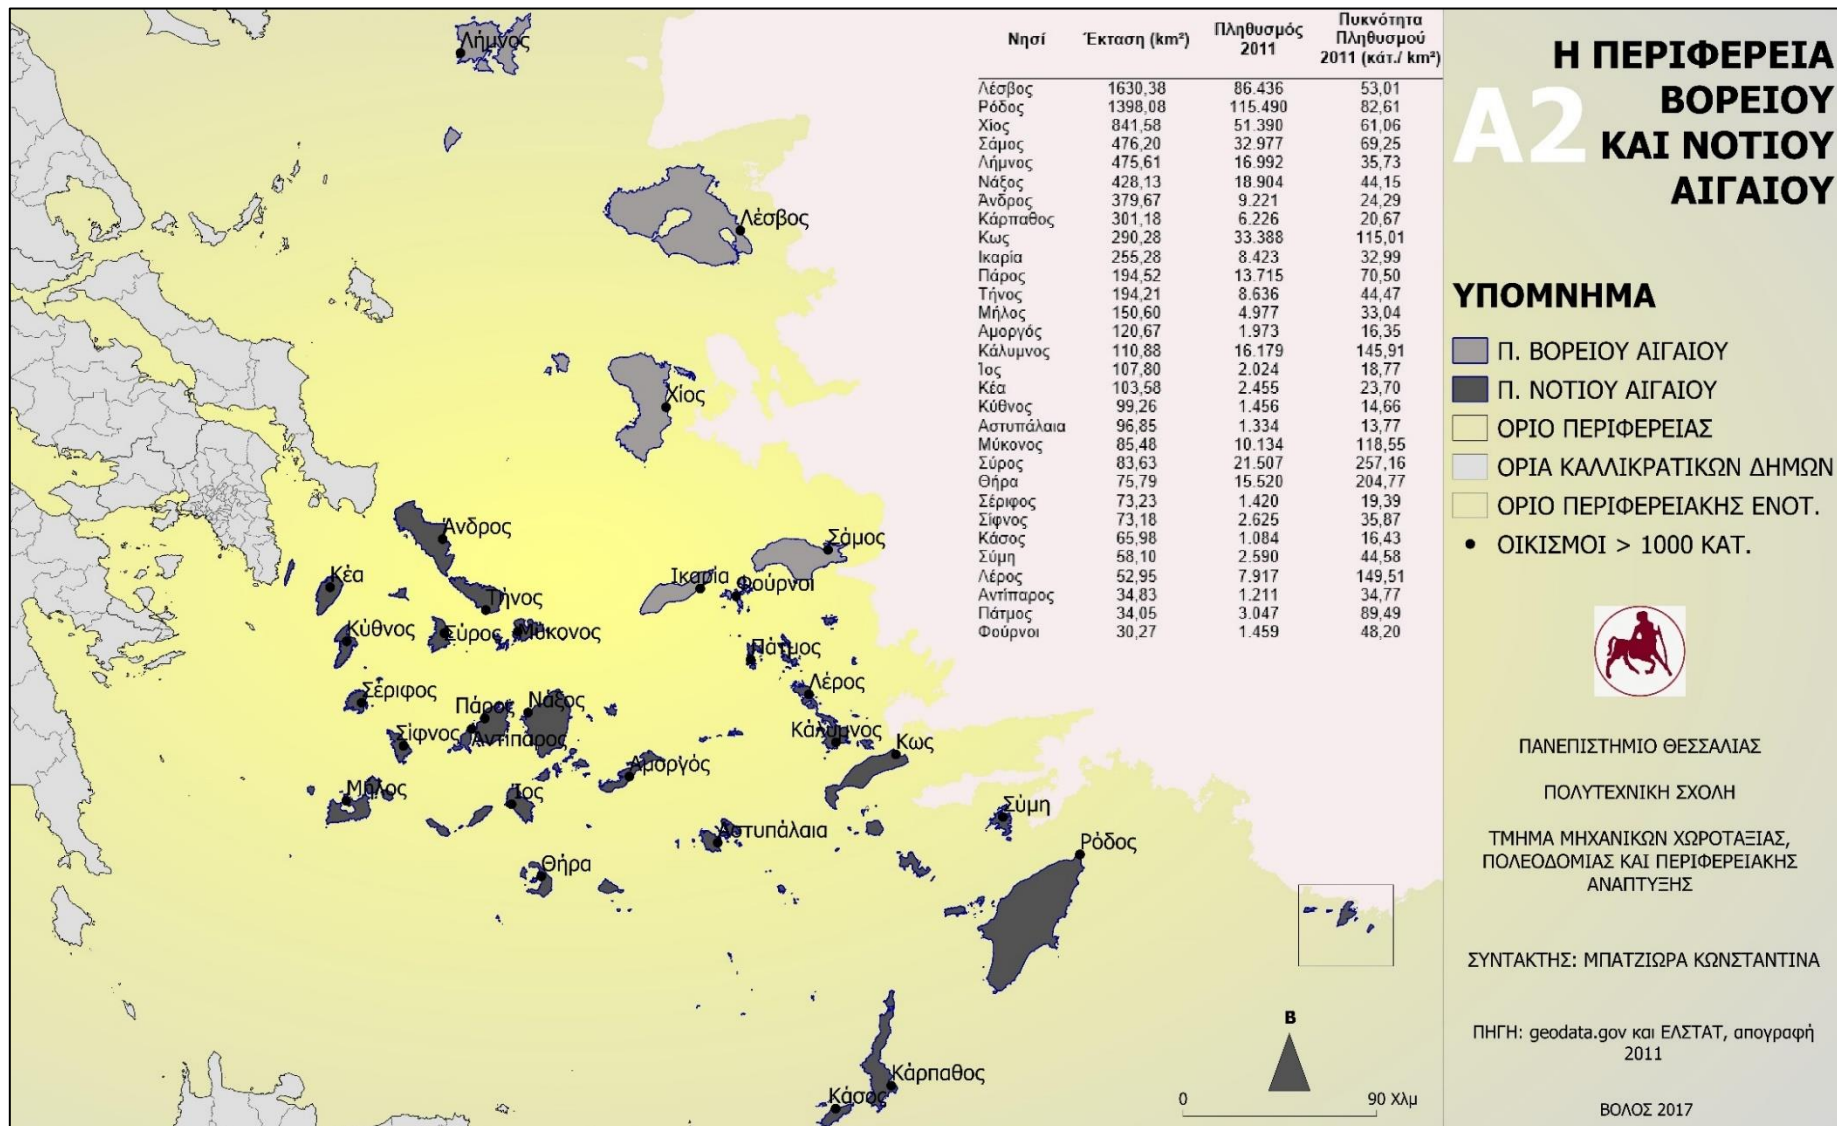 Νησί Έκταση (km²) Πληθυσμός 2011 Πυκνότητα Πληθυσμού 2011 (κάτ./ km²)
Λέσβος 1630,38 86.436 53,01
Ρόδος 1398,08 115.490 82,61
Χίος 841,58 51.390 61,06
Σάμος 476,20 32.977 69,25
Λήμνος 475,61 16.992 35,73
Νάξος 428,13 18.904 44,15
Άνδρος 379,67 9.221 24,29
Κάρπαθος 301,18 6.226 20,67
Κως 290,28 33.388 115,01
Ικαρία 255,28 8.423 32,99
Πάρος 194,52 13.715 70,50
Τήνος 194,21 8.636 44,47
Μήλος 150,60 4.977 33,04
Αμοργός 120,67 1.973 16,35
Κάλυμνος 110,88 16.179 145,91
Ίος 107,80 2.024 18,77
Κέα 103,58 2.455 23,70
Κύθνος 99,26 1.456 14,66
Αστυπάλαια 96,85 1.334 13,77
Μύκονος 85,48 10.134 118,55
Σύρος 83,63 21.507 257,16
Θήρα 75,79 15.520 204,77
Σέριφος 73,23 1.420 19,39
Σίφνος 73,18 2.625 35,87
Κάσος 65,98 1.084 16,43
Σύμη 58,10 2.590 44,58
Λέρος 52,95 7.917 149,51
Αντίπαρος 34,83 1.211 34,77
Πάτμος 34,05 3.047 89,49
Φούρνοι 30,27 1.459 48,20
Λήμνος
Λέσβος
Χίος
Άνδρος
Σάμος
Κέα
Ικαρία
Φούρνοι
Τήνος
Κύθνος
Σύρος
Μύκονος
Πάτμος
Σέριφος
Λέρος
Πάρος
Νάξος
Σίφνος
Αντίπαρος
Κάλυμνος
Κως
Αμοργός
Μήλος
Ίος
Σύμη
Αστυπάλαια
Ρόδος
Θήρα
Κάρπαθος
Κάσος
Β
0 90 Χλμ
Α2
Η ΠΕΡΙΦΕΡΕΙΑ
ΒΟΡΕΙΟΥ
ΚΑΙ ΝΟΤΙΟΥ
ΑΙΓΑΙΟΥ
ΥΠΟΜΝΗΜΑ
Π. ΒΟΡΕΙΟΥ ΑΙΓΑΙΟΥ
Π. ΝΟΤΙΟΥ ΑΙΓΑΙΟΥ
ΟΡΙΟ ΠΕΡΙΦΕΡΕΙΑΣ
ΟΡΙΑ ΚΑΛΛΙΚΡΑΤΙΚΩΝ ΔΗΜΩΝ
ΟΡΙΟ ΠΕΡΙΦΕΡΕΙΑΚΗΣ ΕΝΟΤ.
ΟΙΚΙΣΜΟΙ > 1000 ΚΑΤ.
ΠΑΝΕΠΙΣΤΗΜΙΟ ΘΕΣΣΑΛΙΑΣ
ΠΟΛΥΤΕΧΝΙΚΗ ΣΧΟΛΗ
ΤΜΗΜΑ ΜΗΧΑΝΙΚΩΝ ΧΩΡΟΤΑΞΙΑΣ,
ΠΟΛΕΟΔΟΜΙΑΣ ΚΑΙ ΠΕΡΙΦΕΡΕΙΑΚΗΣ
ΑΝΑΠΤΥΞΗΣ
ΣΥΝΤΑΚΤΗΣ: ΜΠΑΤΖΙΩΡΑ ΚΩΝΣΤΑΝΤΙΝΑ
ΠΗΓΗ: geodata.gov και ΕΛΣΤΑΤ, απογραφή
2011
ΒΟΛΟΣ 2017